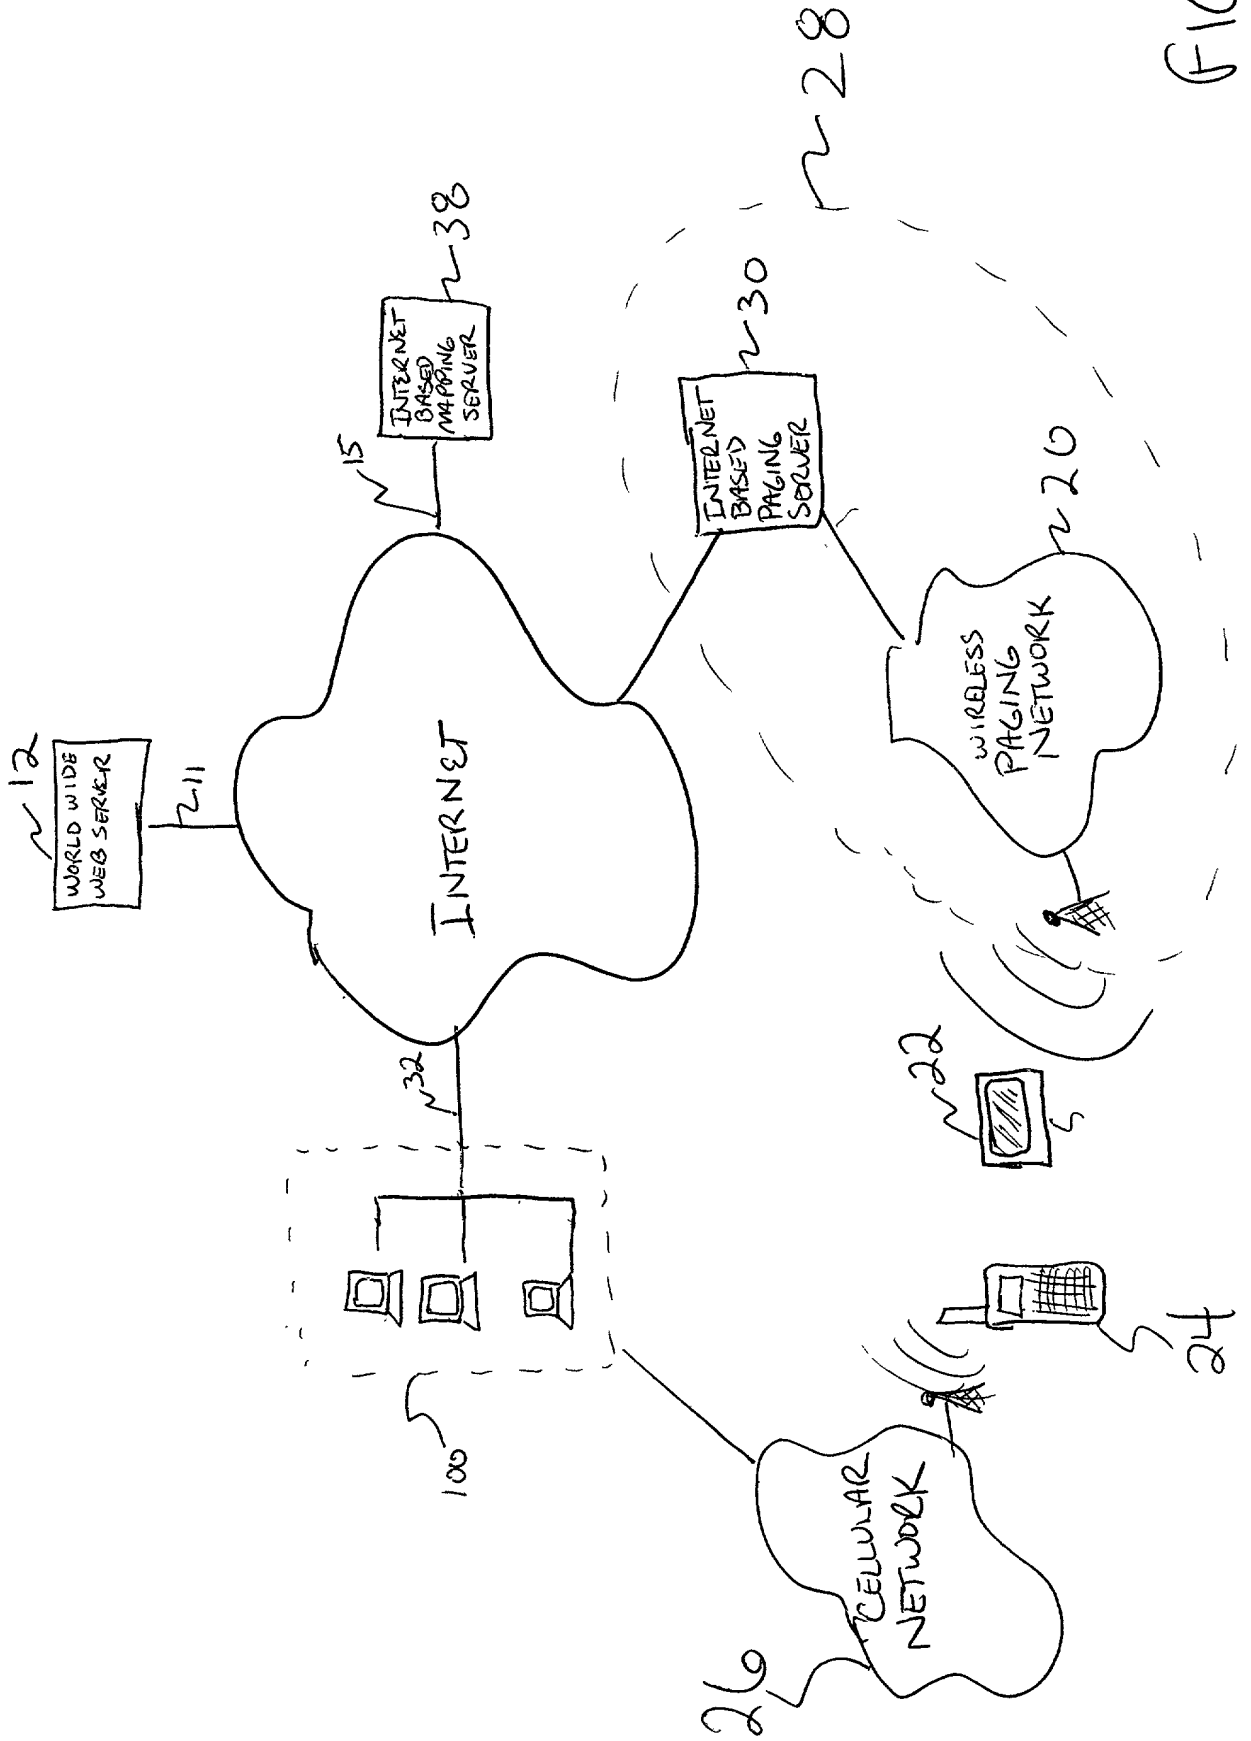 12
WORLD WIDE
WEB SERVER
11
15
INTERNET
BASED
MAPPING
SERVER
38
32
INTERNET
100
INTERNET
BASED
PAGING
SERVER
30
28
26
CELLULAR
NETWORK
22
WIRELESS
PAGING
NETWORK
20
24